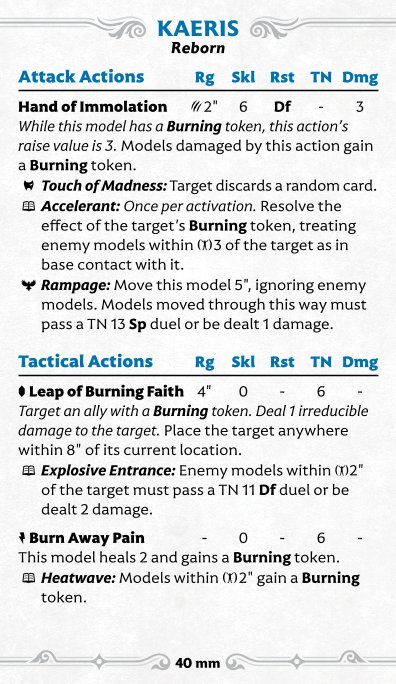 KAERIS
Reborn
Attack Actions Rg Skl Rst TN Dmg
Hand of Immolation 2" 6 Df - 3
While this model has a Burning token, this action's
raise value is 3. Models damaged by this action gain
a Burning token.
Touch of Madness: Target discards a random card.
Accelerant: Once per activation. Resolve the
effect of the target's Burning token, treating
enemy models within 3 of the target as in
base contact with it.
Rampage: Move this model 5", ignoring enemy
models. Models moved through this way must
pass a TN 13 Sp duel or be dealt 1 damage.
Tactical Actions Rg Skl Rst TN Dmg
Leap of Burning Faith 4" 0 - 6 -
Target an ally with a Burning token. Deal 1 irreducible
damage to the target. Place the target anywhere
within 8" of its current location.
Explosive Entrance: Enemy models within 2"
of the target must pass a TN 11 Df duel or be
dealt 2 damage.
Burn Away Pain - 0 - 6 -
This model heals 2 and gains a Burning token.
Heatwave: Models within 2" gain a Burning
token.
40 mm